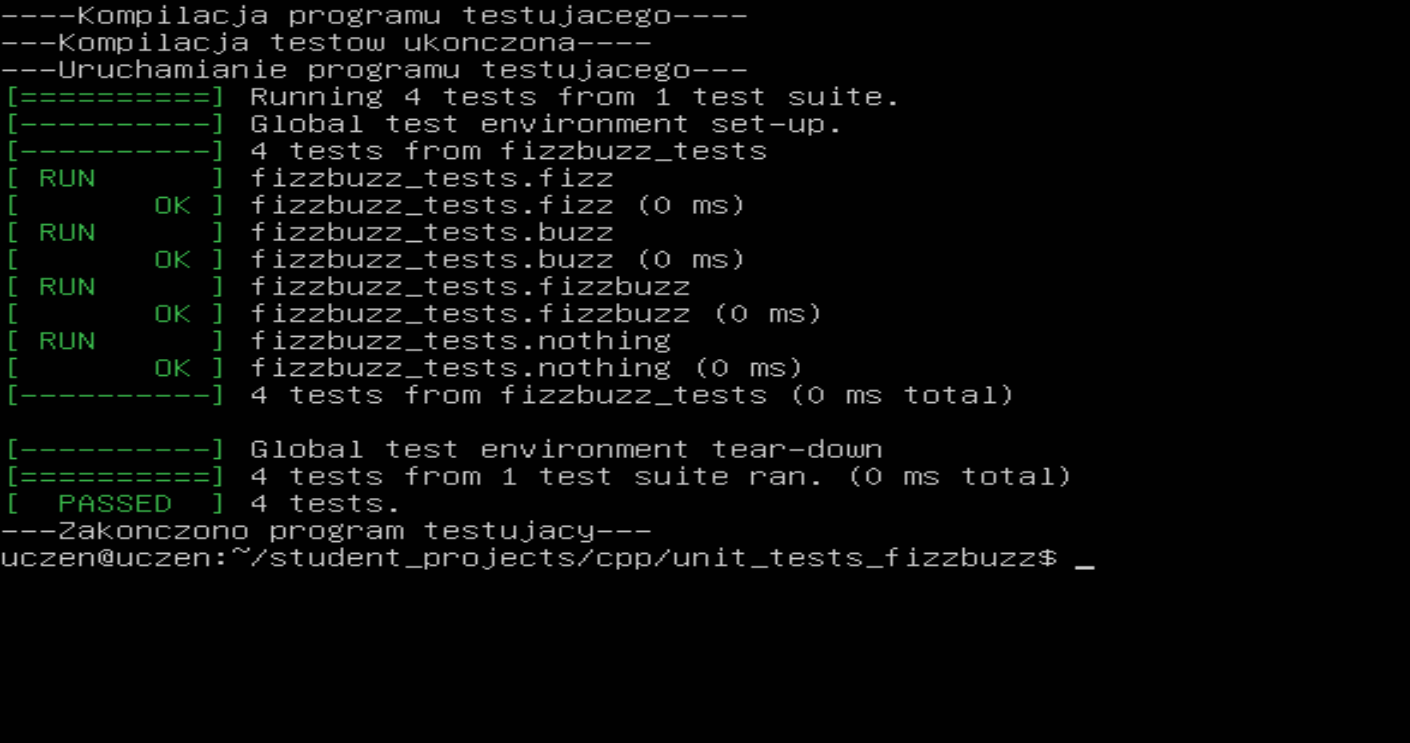 ----Kompilacja programu testujacego----
---Kompilacja testow ukonczona----
---Uruchamianie programu testujacego---
[==========] Running 4 tests from 1 test suite.
[----------] Global test environment set-up.
[----------] 4 tests from fizzbuzz_tests
[ RUN      ] fizzbuzz_tests.fizz
[       OK ] fizzbuzz_tests.fizz (0 ms)
[ RUN      ] fizzbuzz_tests.buzz
[       OK ] fizzbuzz_tests.buzz (0 ms)
[ RUN      ] fizzbuzz_tests.fizzbuzz
[       OK ] fizzbuzz_tests.fizzbuzz (0 ms)
[ RUN      ] fizzbuzz_tests.nothing
[       OK ] fizzbuzz_tests.nothing (0 ms)
[----------] 4 tests from fizzbuzz_tests (0 ms total)

[----------] Global test environment tear-down
[==========] 4 tests from 1 test suite ran. (0 ms total)
[  PASSED  ] 4 tests.
---Zakonczono program testujacy---
uczen@uczen:~/student_projects/cpp/unit_tests_fizzbuzz$ _